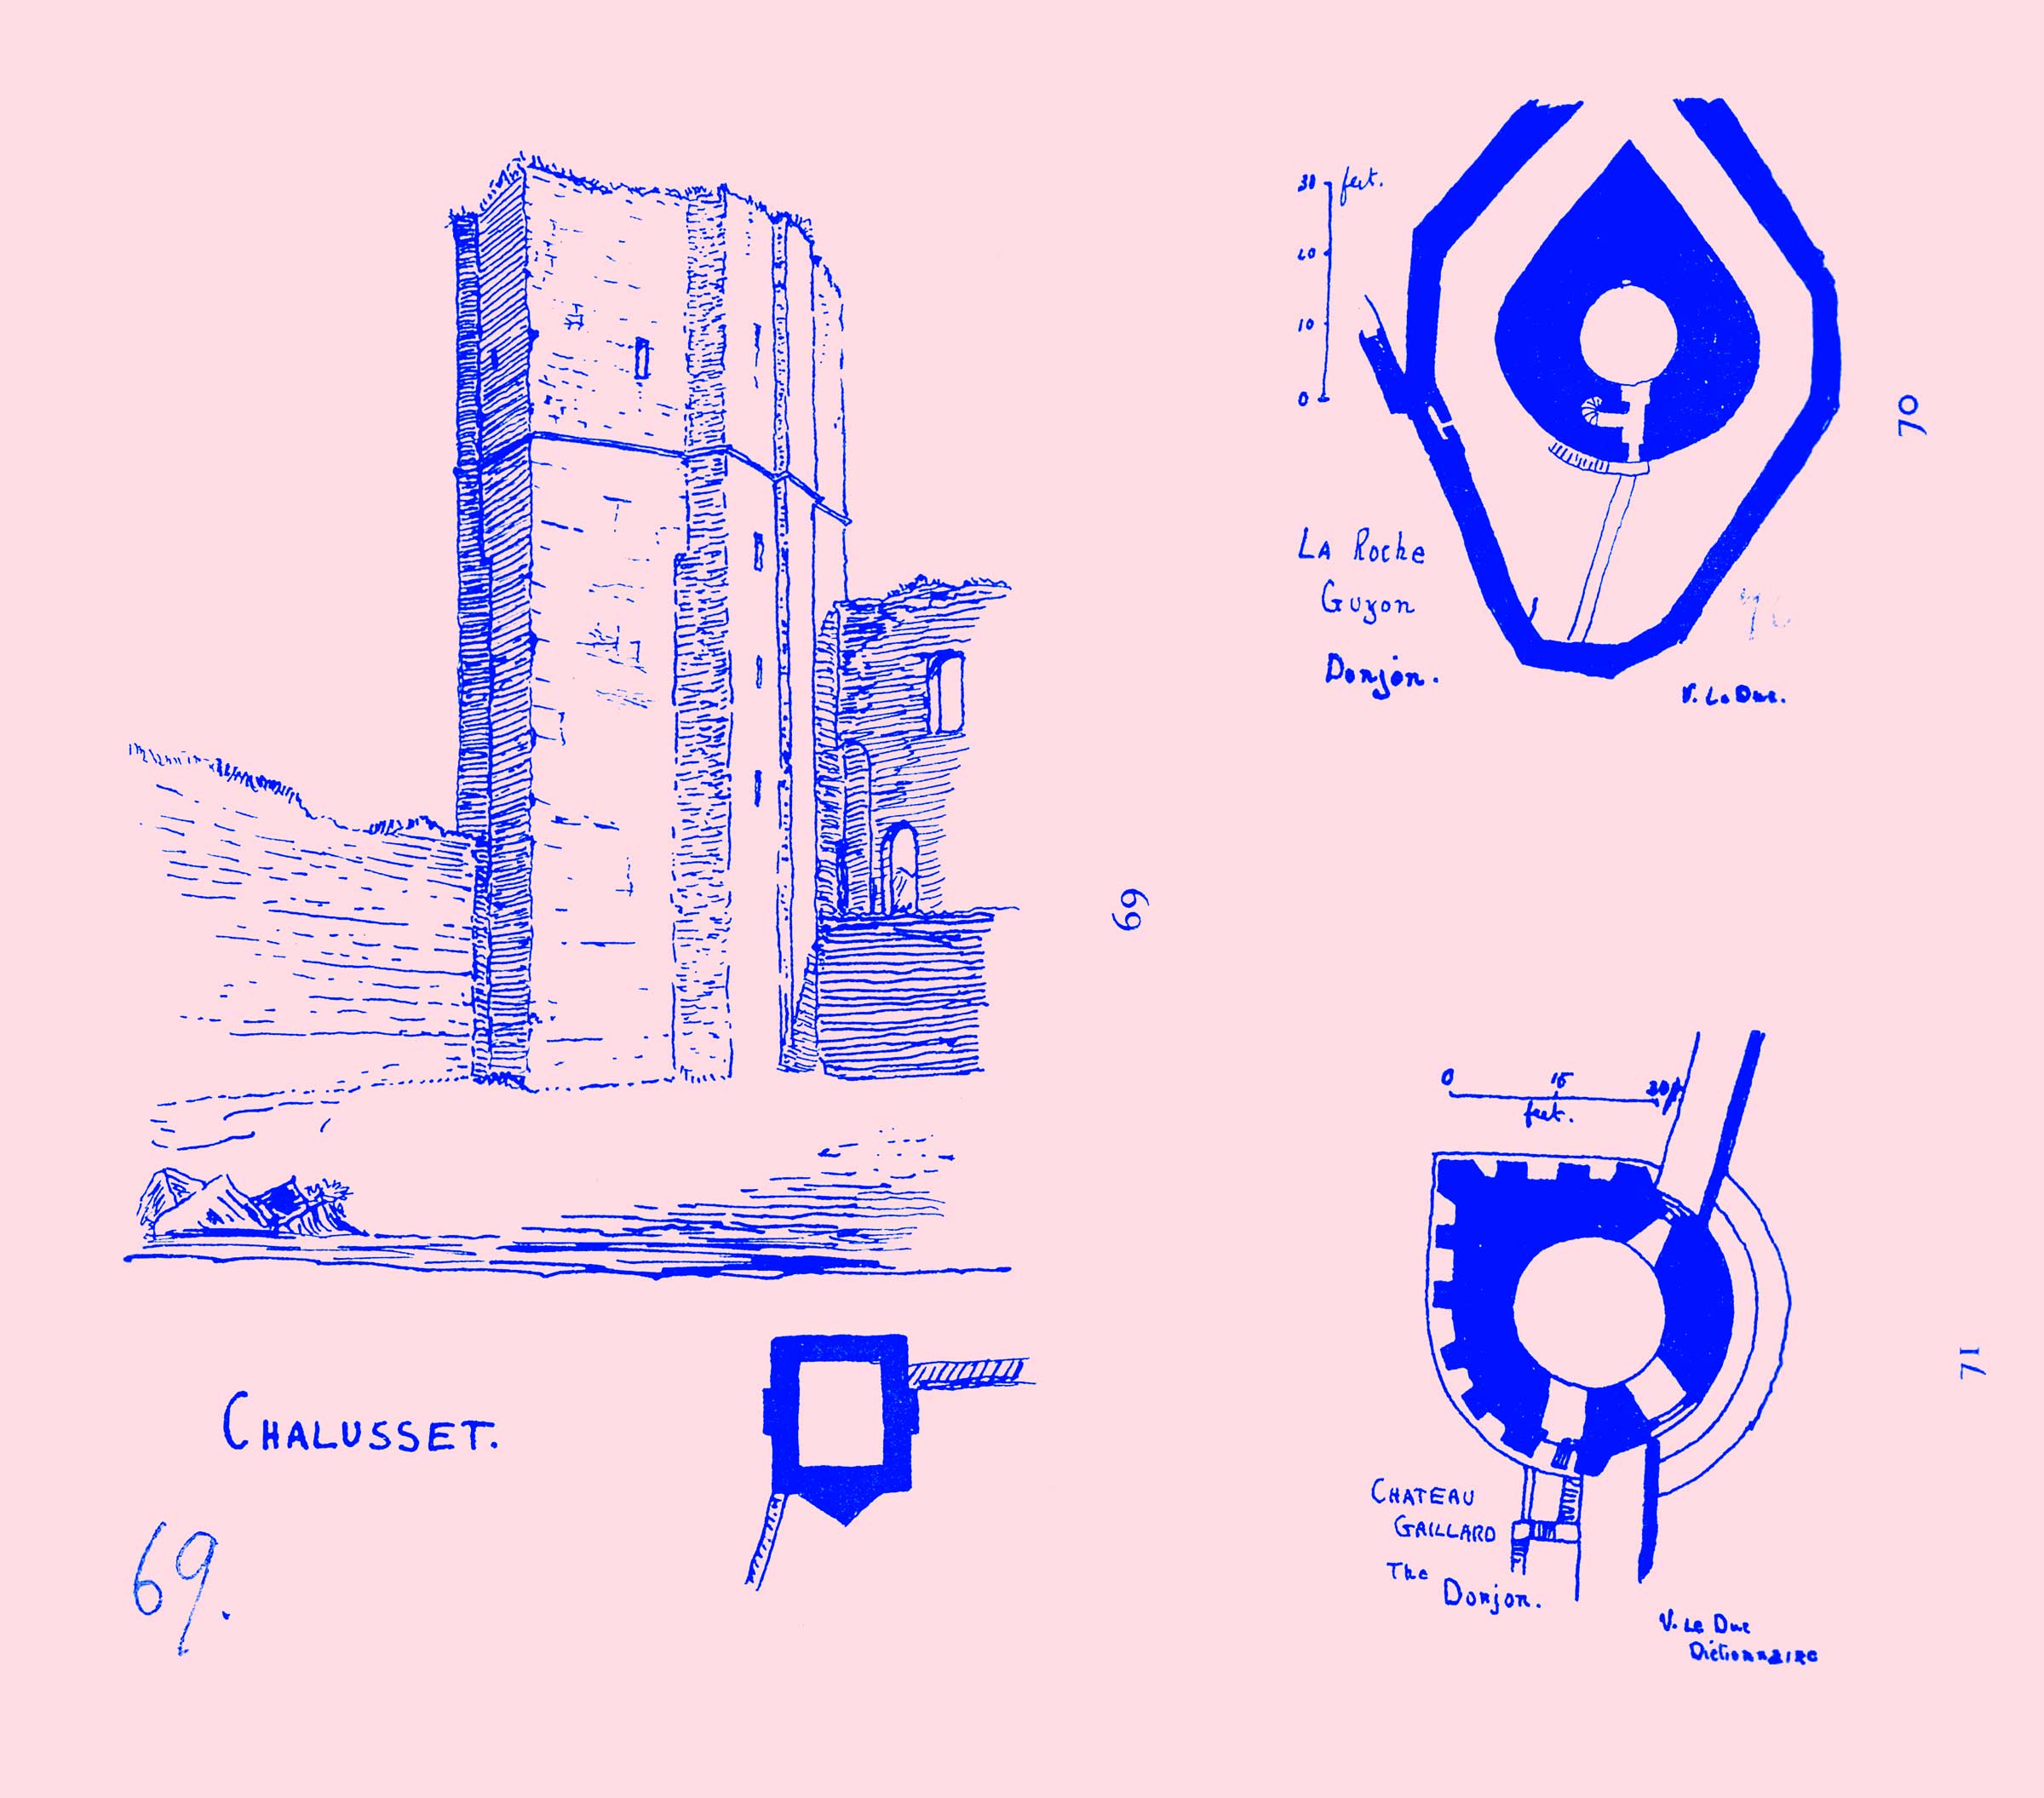 CHALUSSET.
69.
69
30 feet.
20
10
0
LA Roche
Guyon
Donjon.
V. Le Duc.
70
0 15 30
feet.
CHATEAU
GAILLARD
The Donjon.
V. Le Duc
Dictionnaire
71